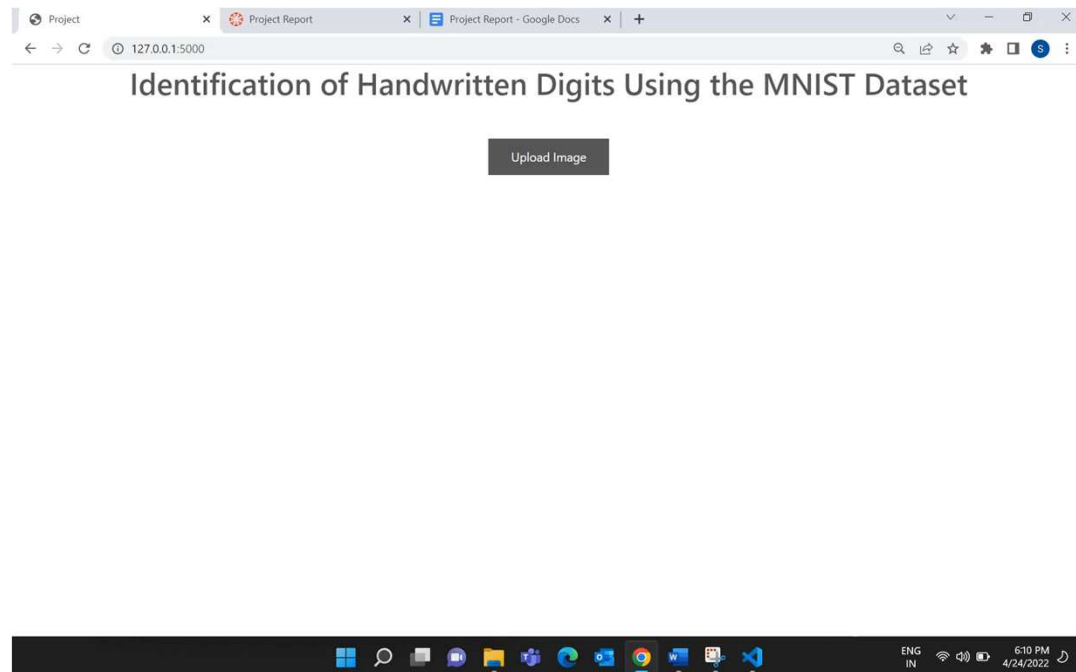 Project
Project Report
Project Report - Google Docs
127.0.0.1:5000
S
Identification of Handwritten Digits Using the MNIST Dataset
Upload Image
ENG
IN
6:10 PM
4/24/2022